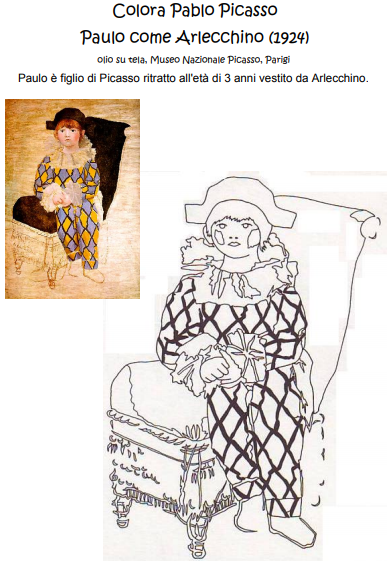 Colora Pablo Picasso
Paulo come Arlecchino (1924)
olio su tela, Museo Nazionale Picasso, Parigi
Paulo è figlio di Picasso ritratto all'età di 3 anni vestito da Arlecchino.